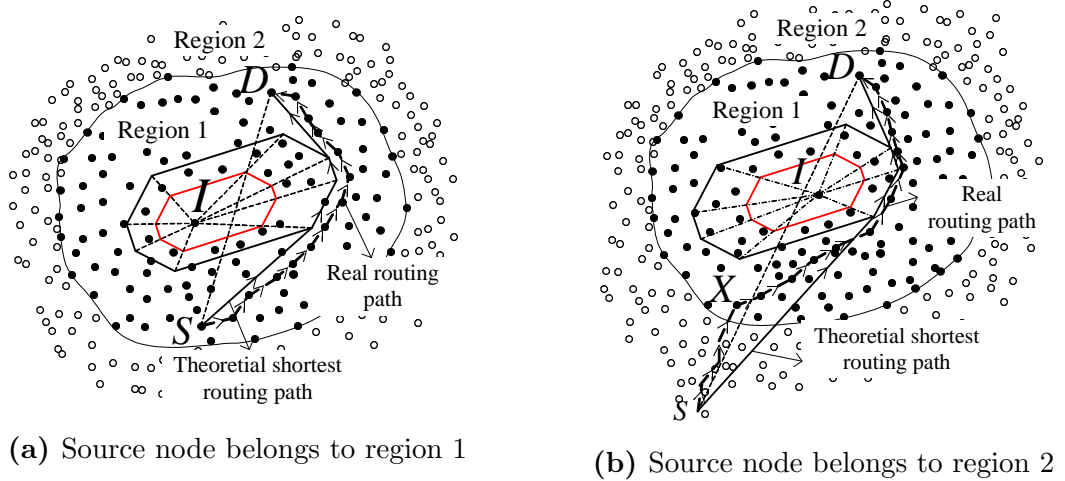 Region 2
D
Region 1
I
S
Real routing
path
Theoretial shortest
routing path
(a) Source node belongs to region 1
Region 2
D
Region 1
I
X
S
Real
routing path
Theoretial shortest
routing path
(b) Source node belongs to region 2